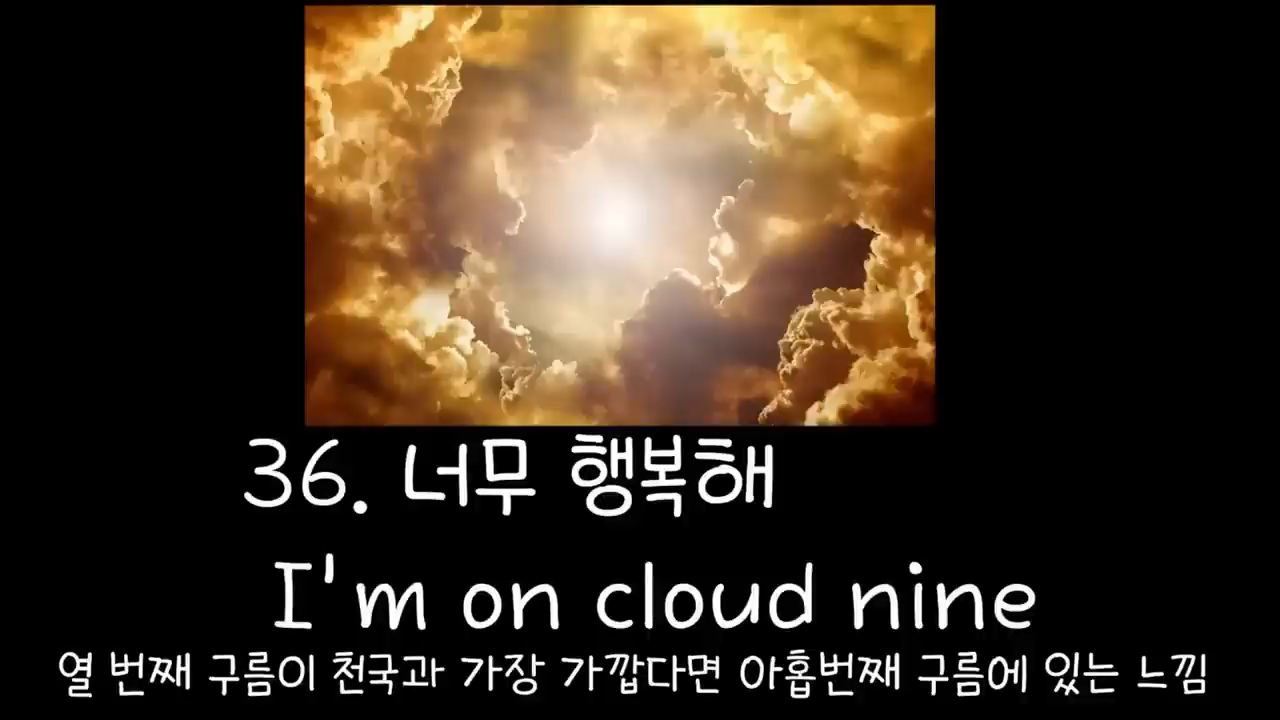 36. 너무 행복해
I'm on cloud nine
열 번째 구름이 천국과 가장 가깝다면 아홉번째 구름에 있는 느낌